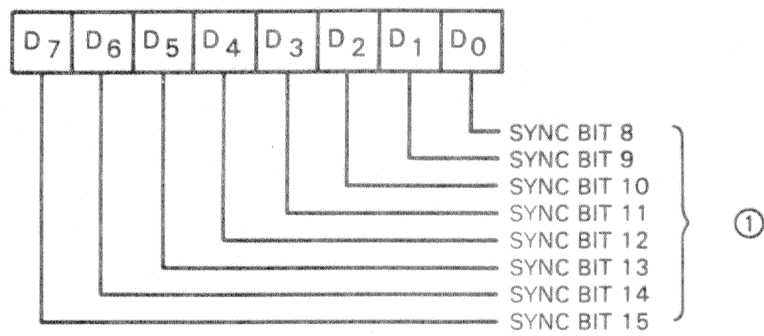 D7 D6 D5 D4 D3 D2 D1 D0
SYNC BIT 8
SYNC BIT 9
SYNC BIT 10
SYNC BIT 11
SYNC BIT 12
SYNC BIT 13
SYNC BIT 14
SYNC BIT 15
①